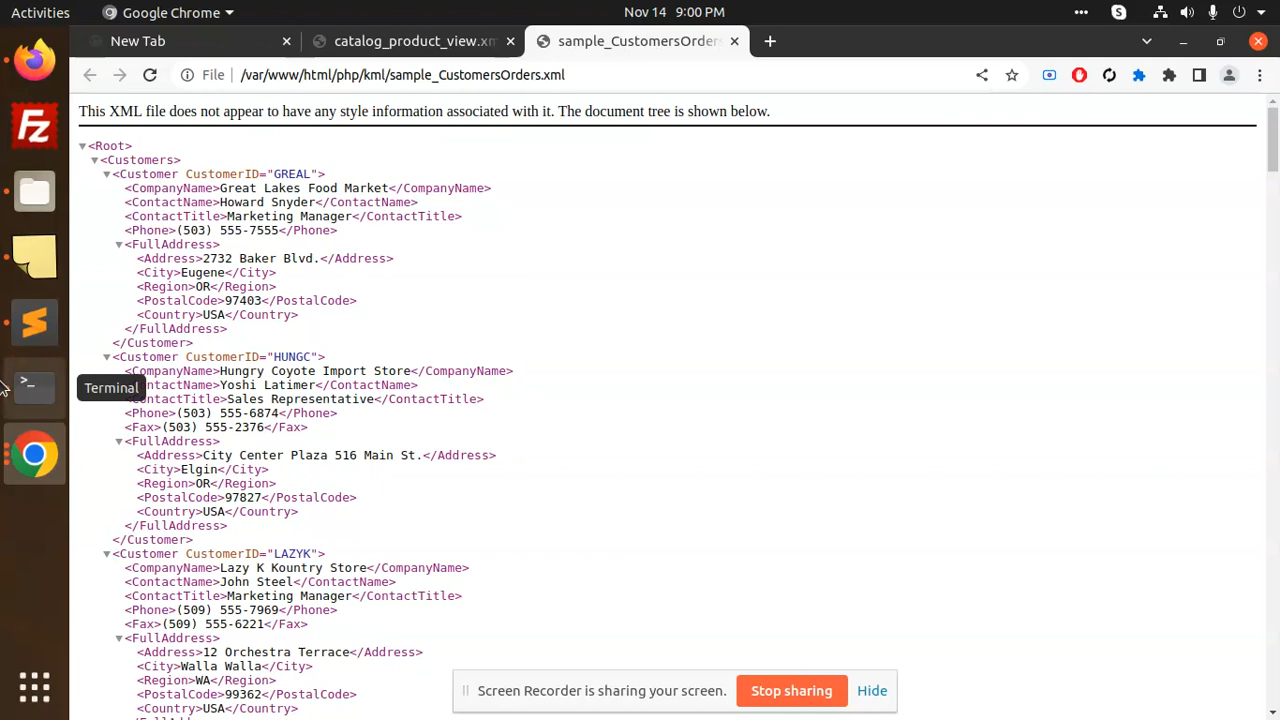 Activities
Google Chrome
Nov 14 9:00 PM
New Tab
catalog_product_view.xm
sample_CustomersOrders
File /var/www/html/php/kml/sample_CustomersOrders.xml
This XML file does not appear to have any style information associated with it. The document tree is shown below.
<Root>
<Customers>
<Customer CustomerID="GREAL">
<CompanyName>Great Lakes Food Market</CompanyName>
<ContactName>Howard Snyder</ContactName>
<ContactTitle>Marketing Manager</ContactTitle>
<Phone>(503) 555-7555</Phone>
<FullAddress>
<Address>2732 Baker Blvd.</Address>
<City>Eugene</City>
<Region>OR</Region>
<PostalCode>97403</PostalCode>
<Country>USA</Country>
</FullAddress>
</Customer>
<Customer CustomerID="HUNGC">
<CompanyName>Hungry Coyote Import Store</CompanyName>
Terminal
ontactName>Yoshi Latimer</ContactName>
ontactTitle>Sales Representative</ContactTitle>
<Phone>(503) 555-6874</Phone>
<Fax>(503) 555-2376</Fax>
<FullAddress>
<Address>City Center Plaza 516 Main St.</Address>
<City>Elgin</City>
<Region>OR</Region>
<PostalCode>97827</PostalCode>
<Country>USA</Country>
</FullAddress>
</Customer>
<Customer CustomerID="LAZYK">
<CompanyName>Lazy K Kountry Store</CompanyName>
<ContactName>John Steel</ContactName>
<ContactTitle>Marketing Manager</ContactTitle>
<Phone>(509) 555-7969</Phone>
<Fax>(509) 555-6221</Fax>
<FullAddress>
<Address>12 Orchestra Terrace</Address>
<City>Walla Walla</City>
<Region>WA</Region>
<PostalCode>99362</PostalCode>
<Country>USA</Country>
Screen Recorder is sharing your screen.
Stop sharing
Hide